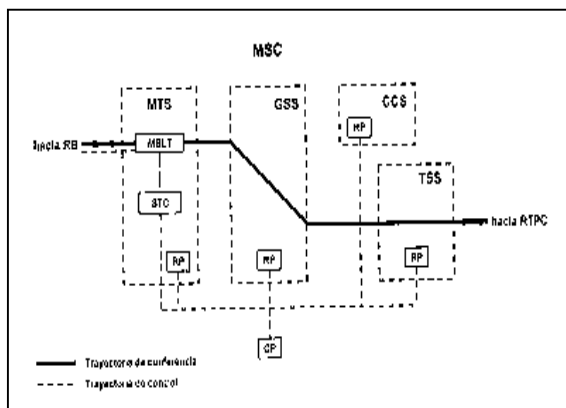 MSC
MTS
GSS
CCS
RP
hacia RB
MBLT
TSS
STC
hacia RTPC
RP
RP
RP
CP
Trayectoria de conferencia
Trayectoria de control